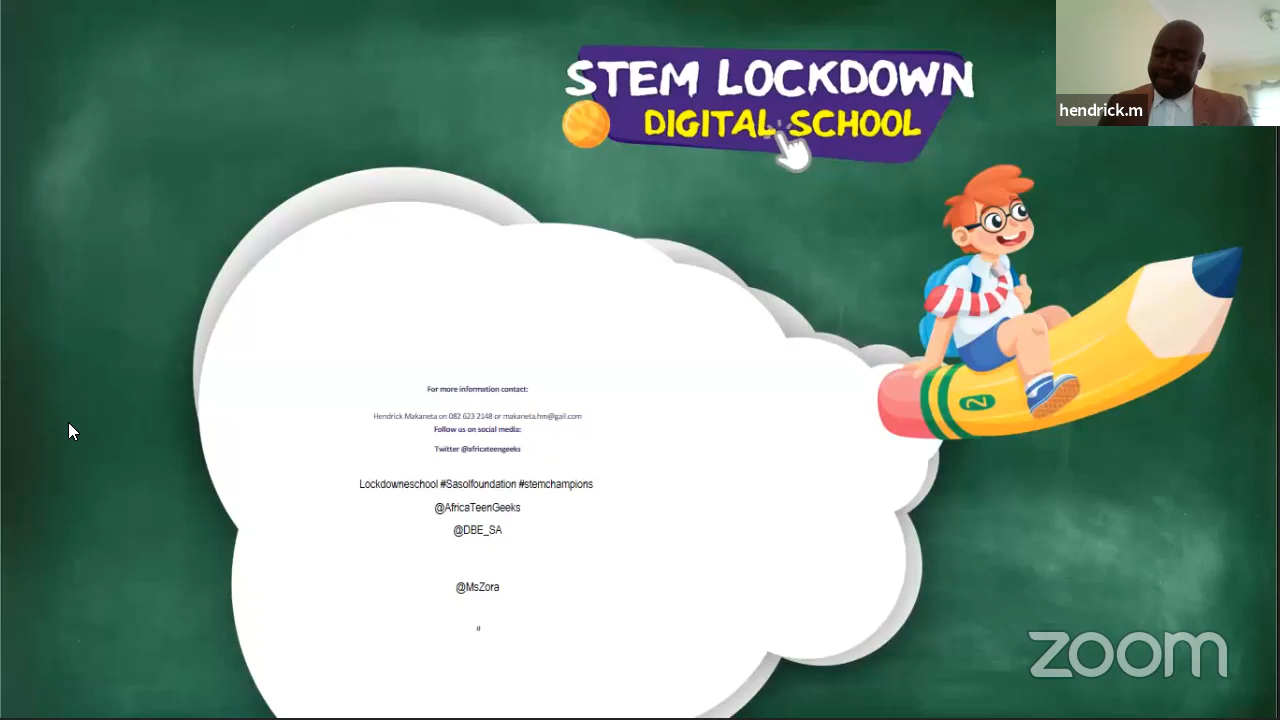 STEM LOCKDOWN
DIGITAL SCHOOL
hendrick.m
For more information contact:
Hendrick Makaneta on 082 623 2148 or makaneta.hm@gail.com
Follow us on social media:
Twitter @africateengeeks
Lockdowneschool #Sasolfoundation #stemchampions
@AfricaTeenGeeks
@DBE_SA
@MsZora
#
2
zoom